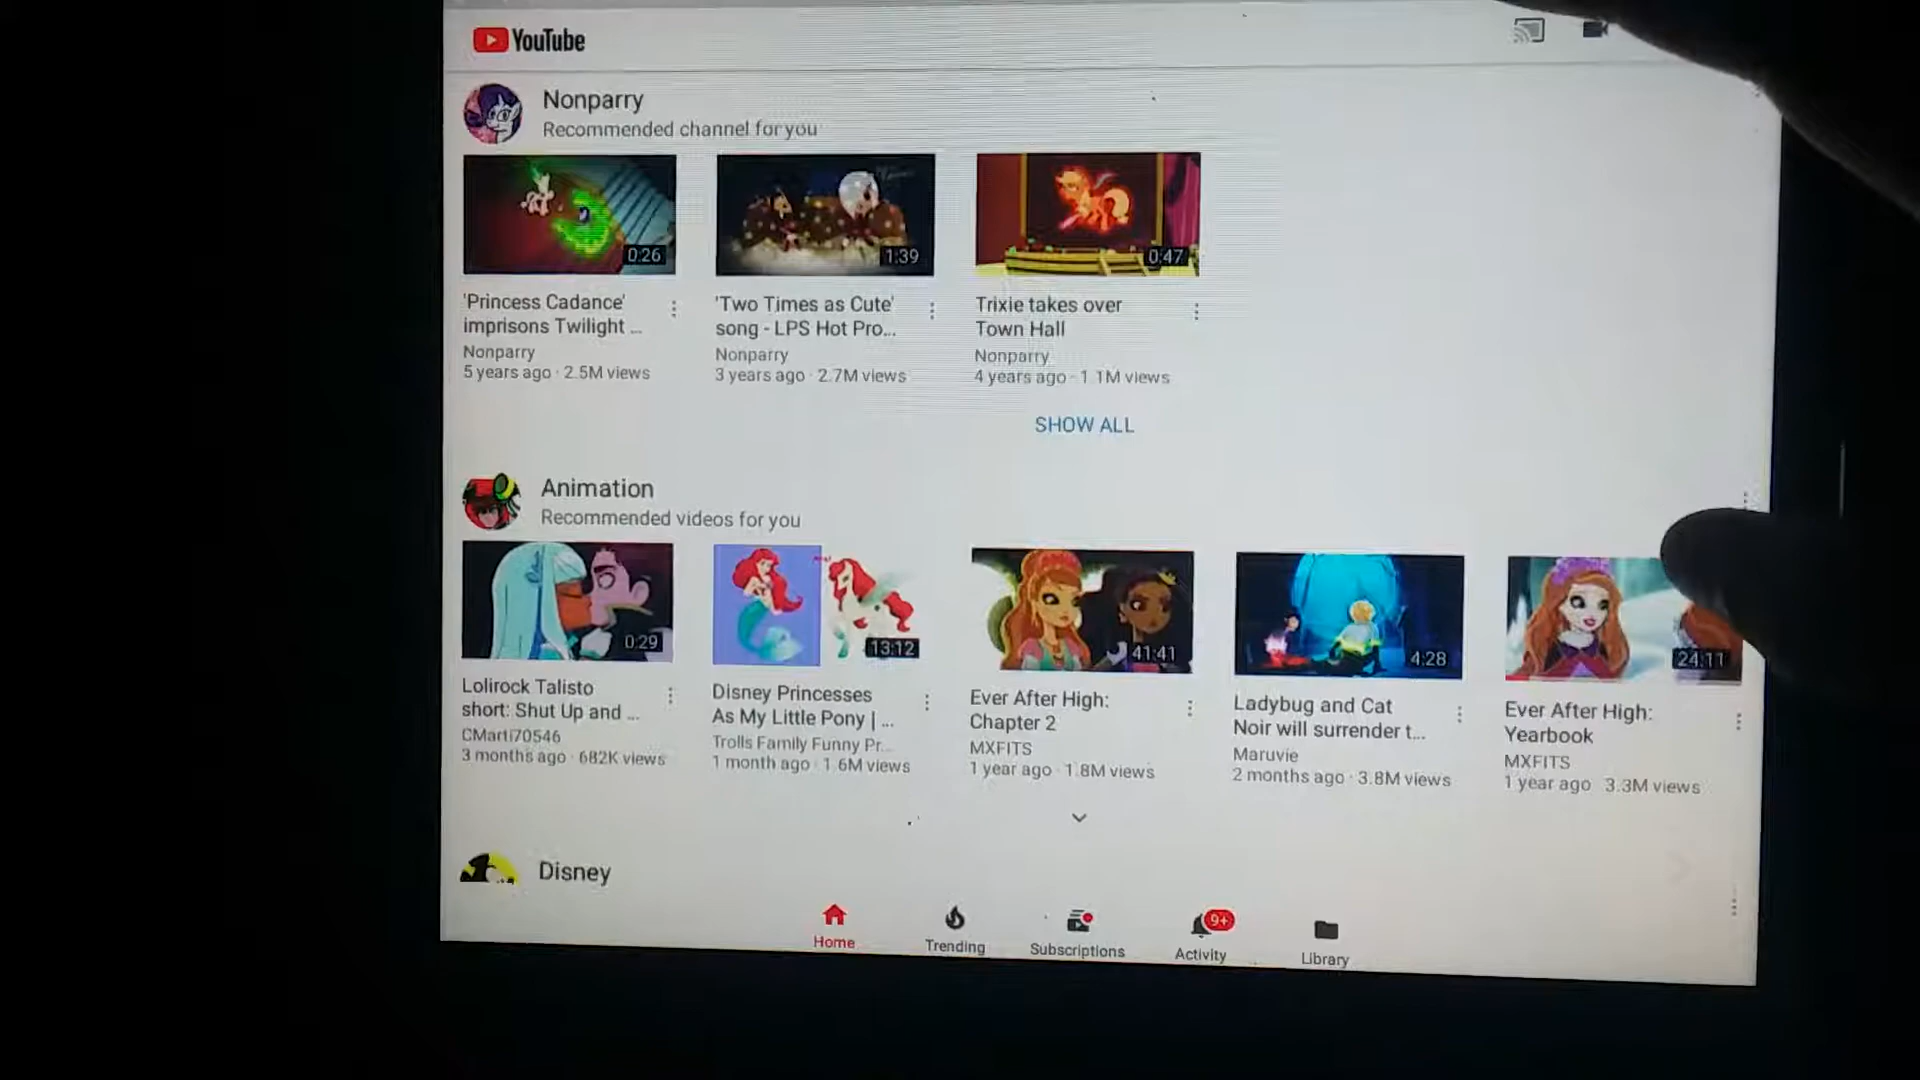 YouTube
Nonparry
Recommended channel for you
0:26
1:39
0:47
'Princess Cadance'
imprisons Twilight ...
Nonparry
5 years ago · 2.5M views
'Two Times as Cute'
song - LPS Hot Pro...
Nonparry
3 years ago · 2.7M views
Trixie takes over
Town Hall
Nonparry
4 years ago · 1.1M views
SHOW ALL
Animation
Recommended videos for you
0:29
13:12
41:41
4:28
24:11
Lolirock Talisto
short: Shut Up and ...
CMarti70546
3 months ago · 682K views
Disney Princesses
As My Little Pony | ...
Trolls Family Funny Pr...
1 month ago · 1.6M views
Ever After High:
Chapter 2
MXFITS
1 year ago · 1.8M views
Ladybug and Cat
Noir will surrender t...
Maruvie
2 months ago · 3.8M views
Ever After High:
Yearbook
MXFITS
1 year ago · 3.3M views
Disney
9+
Home
Trending
Subscriptions
Activity
Library